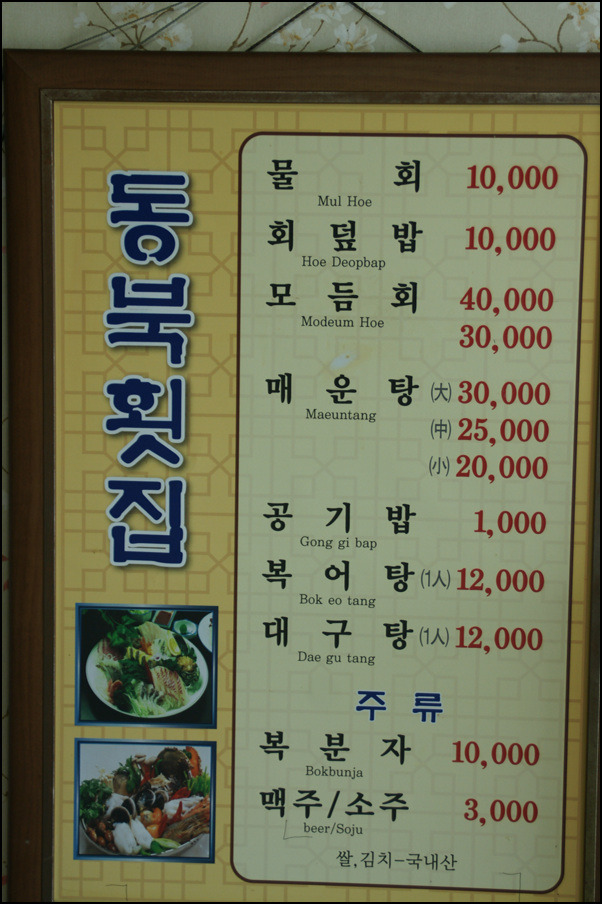 동북횟집
물 회 10,000
Mul Hoe
회 덮 밥 10,000
Hoe Deopbap
모 듬 회 40,000
Modeum Hoe
30,000
매 운 탕 (大) 30,000
Maeuntang
(中) 25,000
(小) 20,000
공 기 밥 1,000
Gong gi bap
복 어 탕 (1人) 12,000
Bok eo tang
대 구 탕 (1人) 12,000
Dae gu tang
주 류
복 분 자 10,000
Bokbunja
맥주/소주 3,000
beer/Soju
쌀,김치-국내산